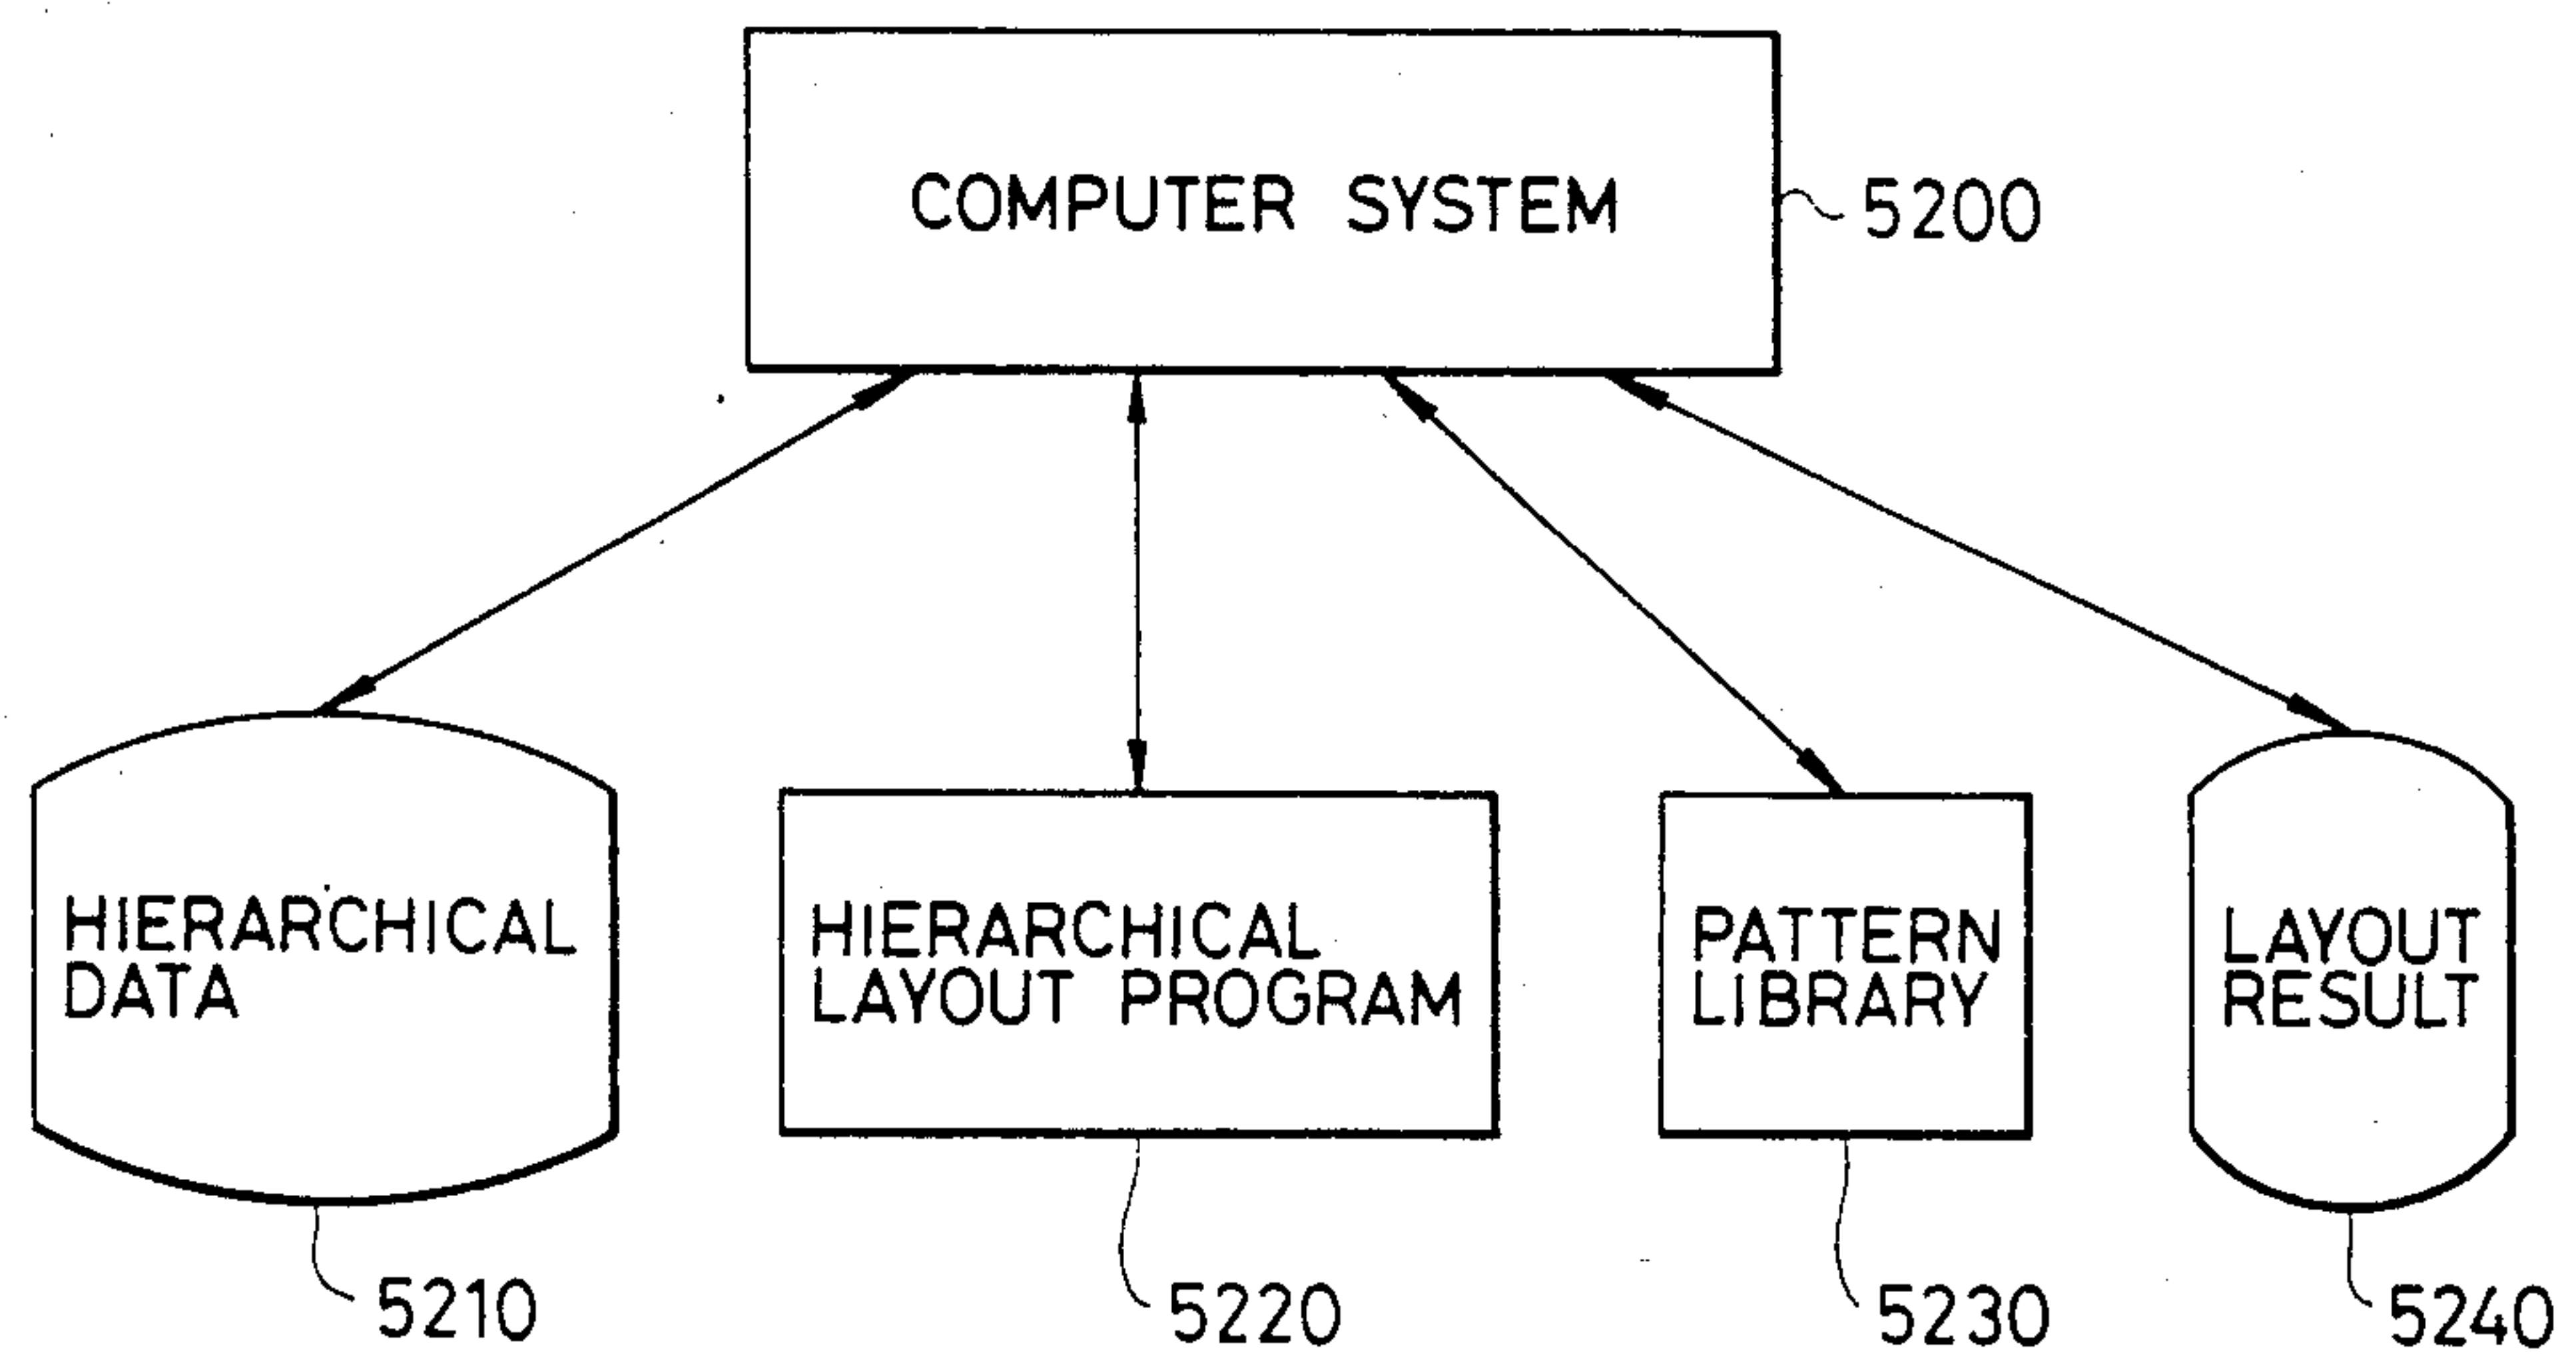 COMPUTER SYSTEM
5200
HIERARCHICAL
DATA
HIERARCHICAL
LAYOUT PROGRAM
PATTERN
LIBRARY
LAYOUT
RESULT
5210
5220
5230
5240